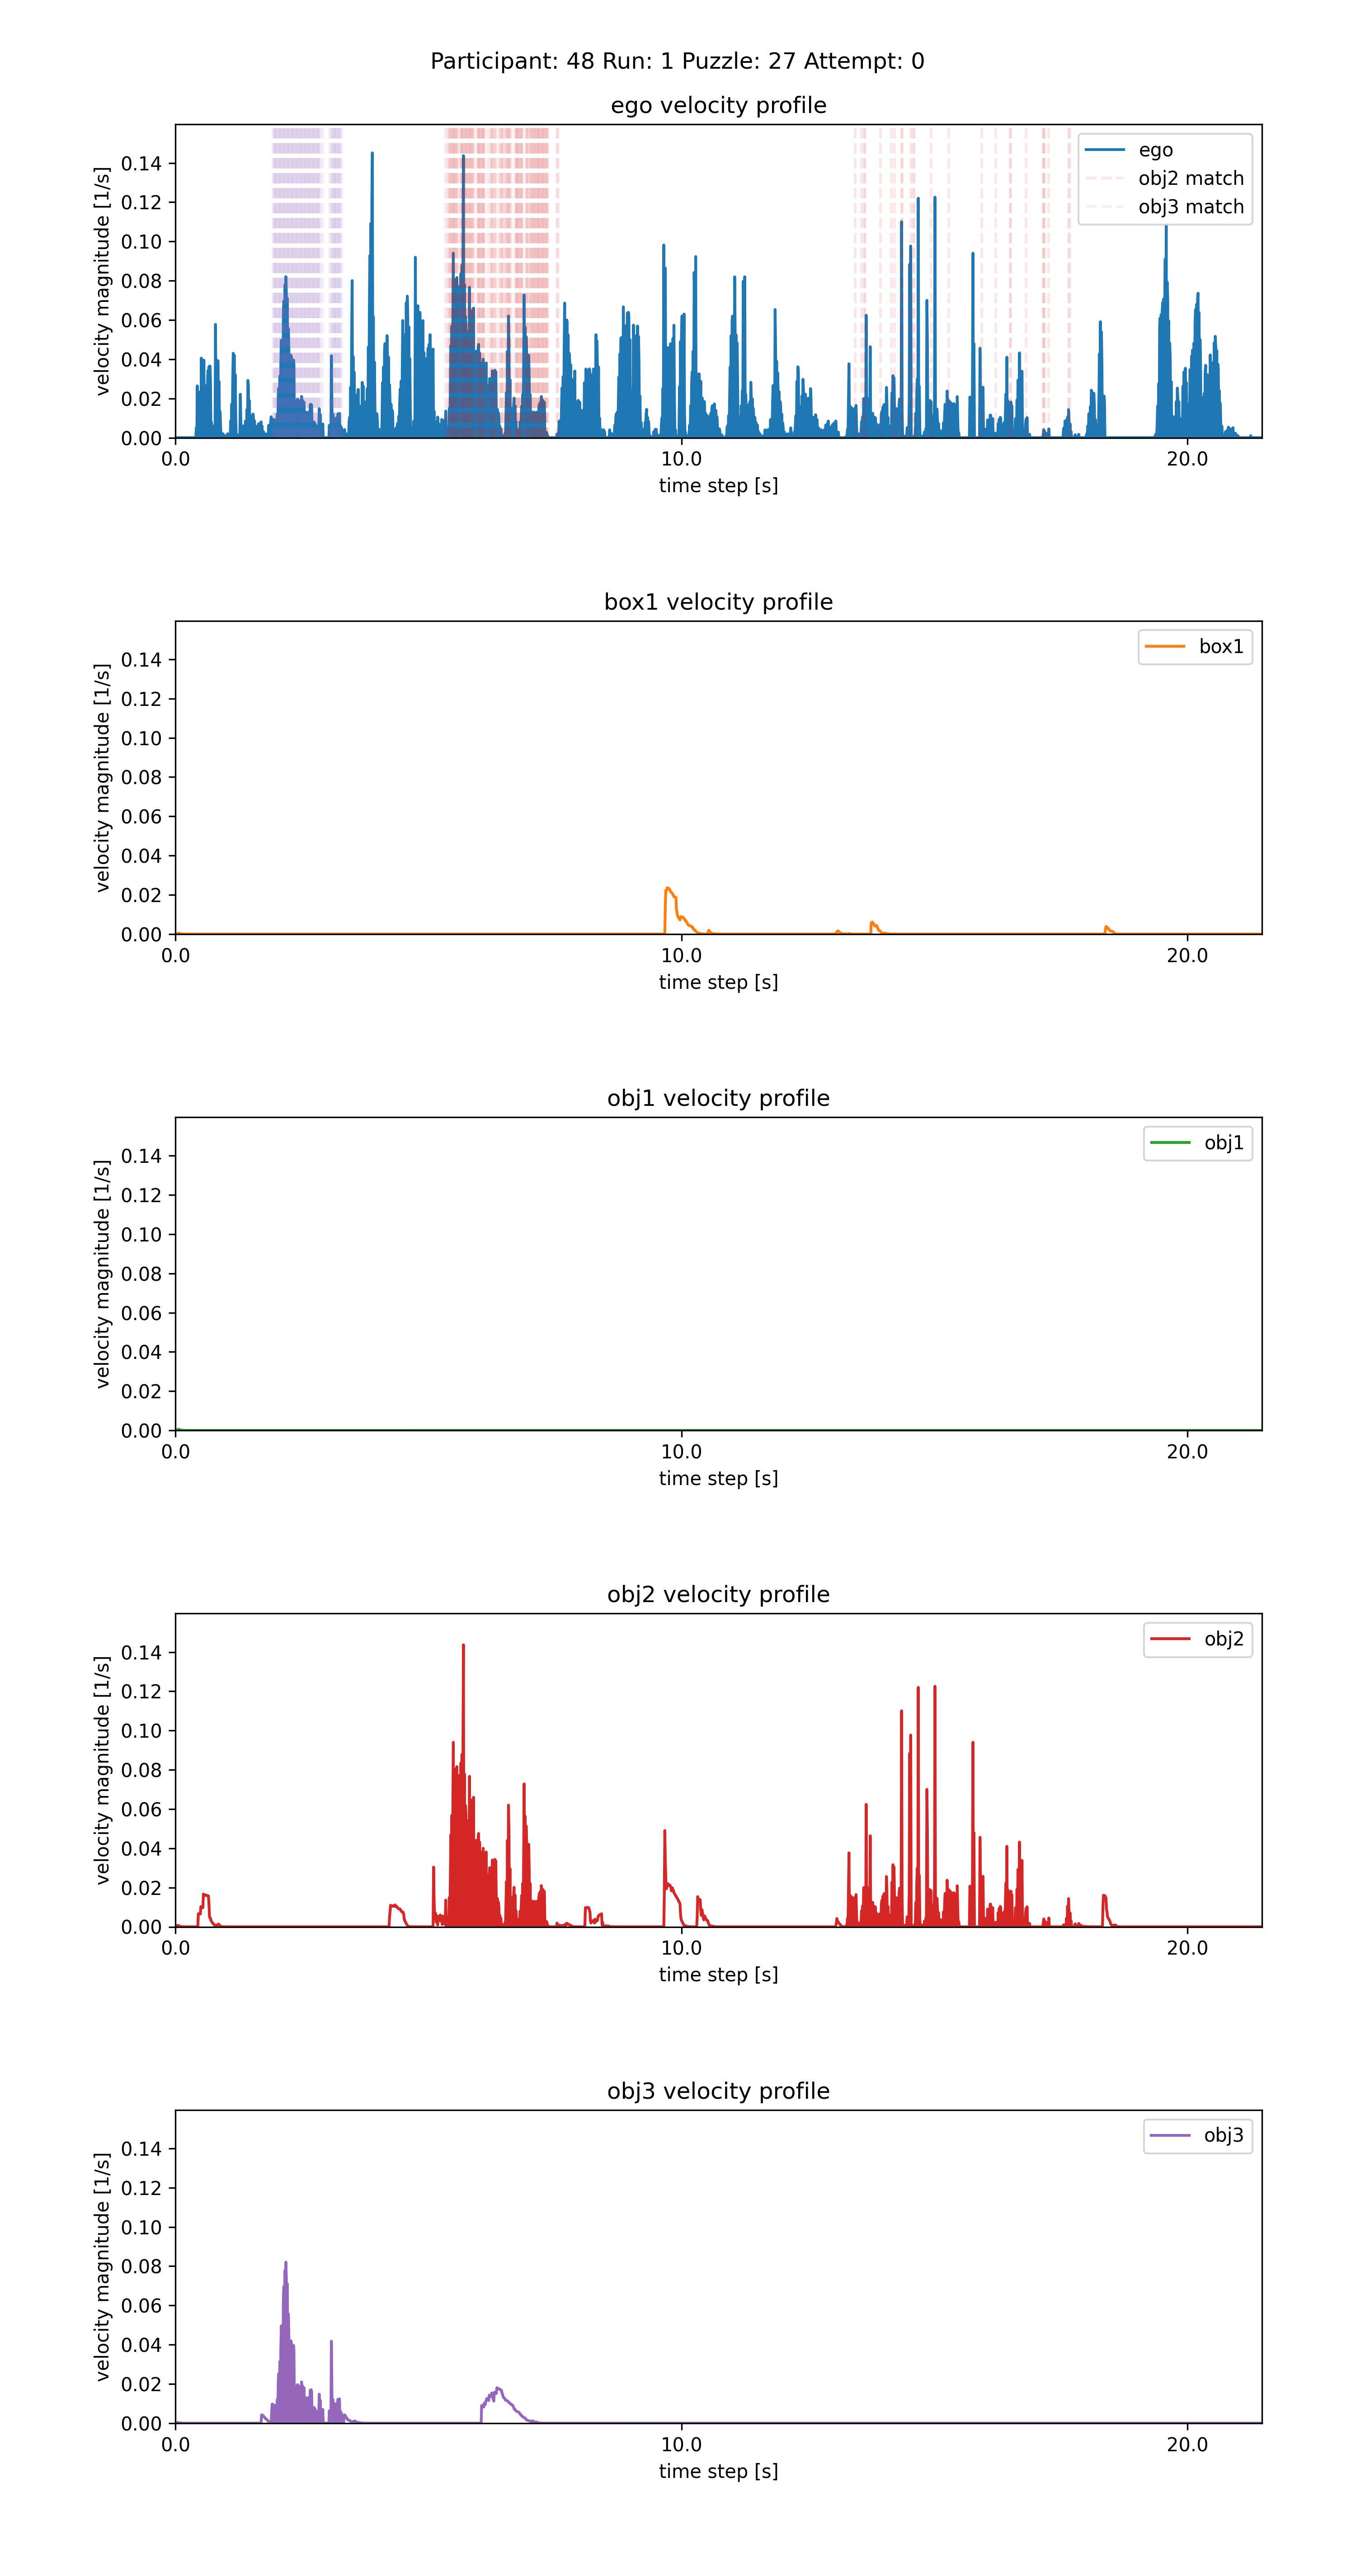 Participant: 48 Run: 1 Puzzle: 27 Attempt: 0
ego velocity profile
velocity magnitude [1/s]
0.14
0.12
0.10
0.08
0.06
0.04
0.02
0.00
ego
obj2 match
obj3 match
0.0 10.0 20.0
time step [s]
box1 velocity profile
velocity magnitude [1/s]
0.14
0.12
0.10
0.08
0.06
0.04
0.02
0.00
box1
0.0 10.0 20.0
time step [s]
obj1 velocity profile
velocity magnitude [1/s]
0.14
0.12
0.10
0.08
0.06
0.04
0.02
0.00
obj1
0.0 10.0 20.0
time step [s]
obj2 velocity profile
velocity magnitude [1/s]
0.14
0.12
0.10
0.08
0.06
0.04
0.02
0.00
obj2
0.0 10.0 20.0
time step [s]
obj3 velocity profile
velocity magnitude [1/s]
0.14
0.12
0.10
0.08
0.06
0.04
0.02
0.00
obj3
0.0 10.0 20.0
time step [s]